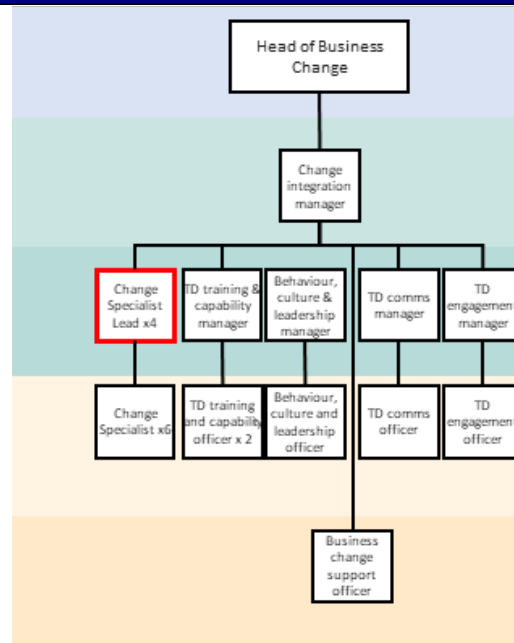 Head of Business
Change
Change
integration
manager
Change
Specialist
Lead x4
TD training &
capability
manager
Behaviour,
culture &
leadership
manager
TD comms
manager
TD
engagement
manager
Change
Specialist x6
TD training
and capability
officer x 2
Behaviour,
culture and
leadership
officer
TD comms
officer
TD
engagement
officer
Business
change
support
officer